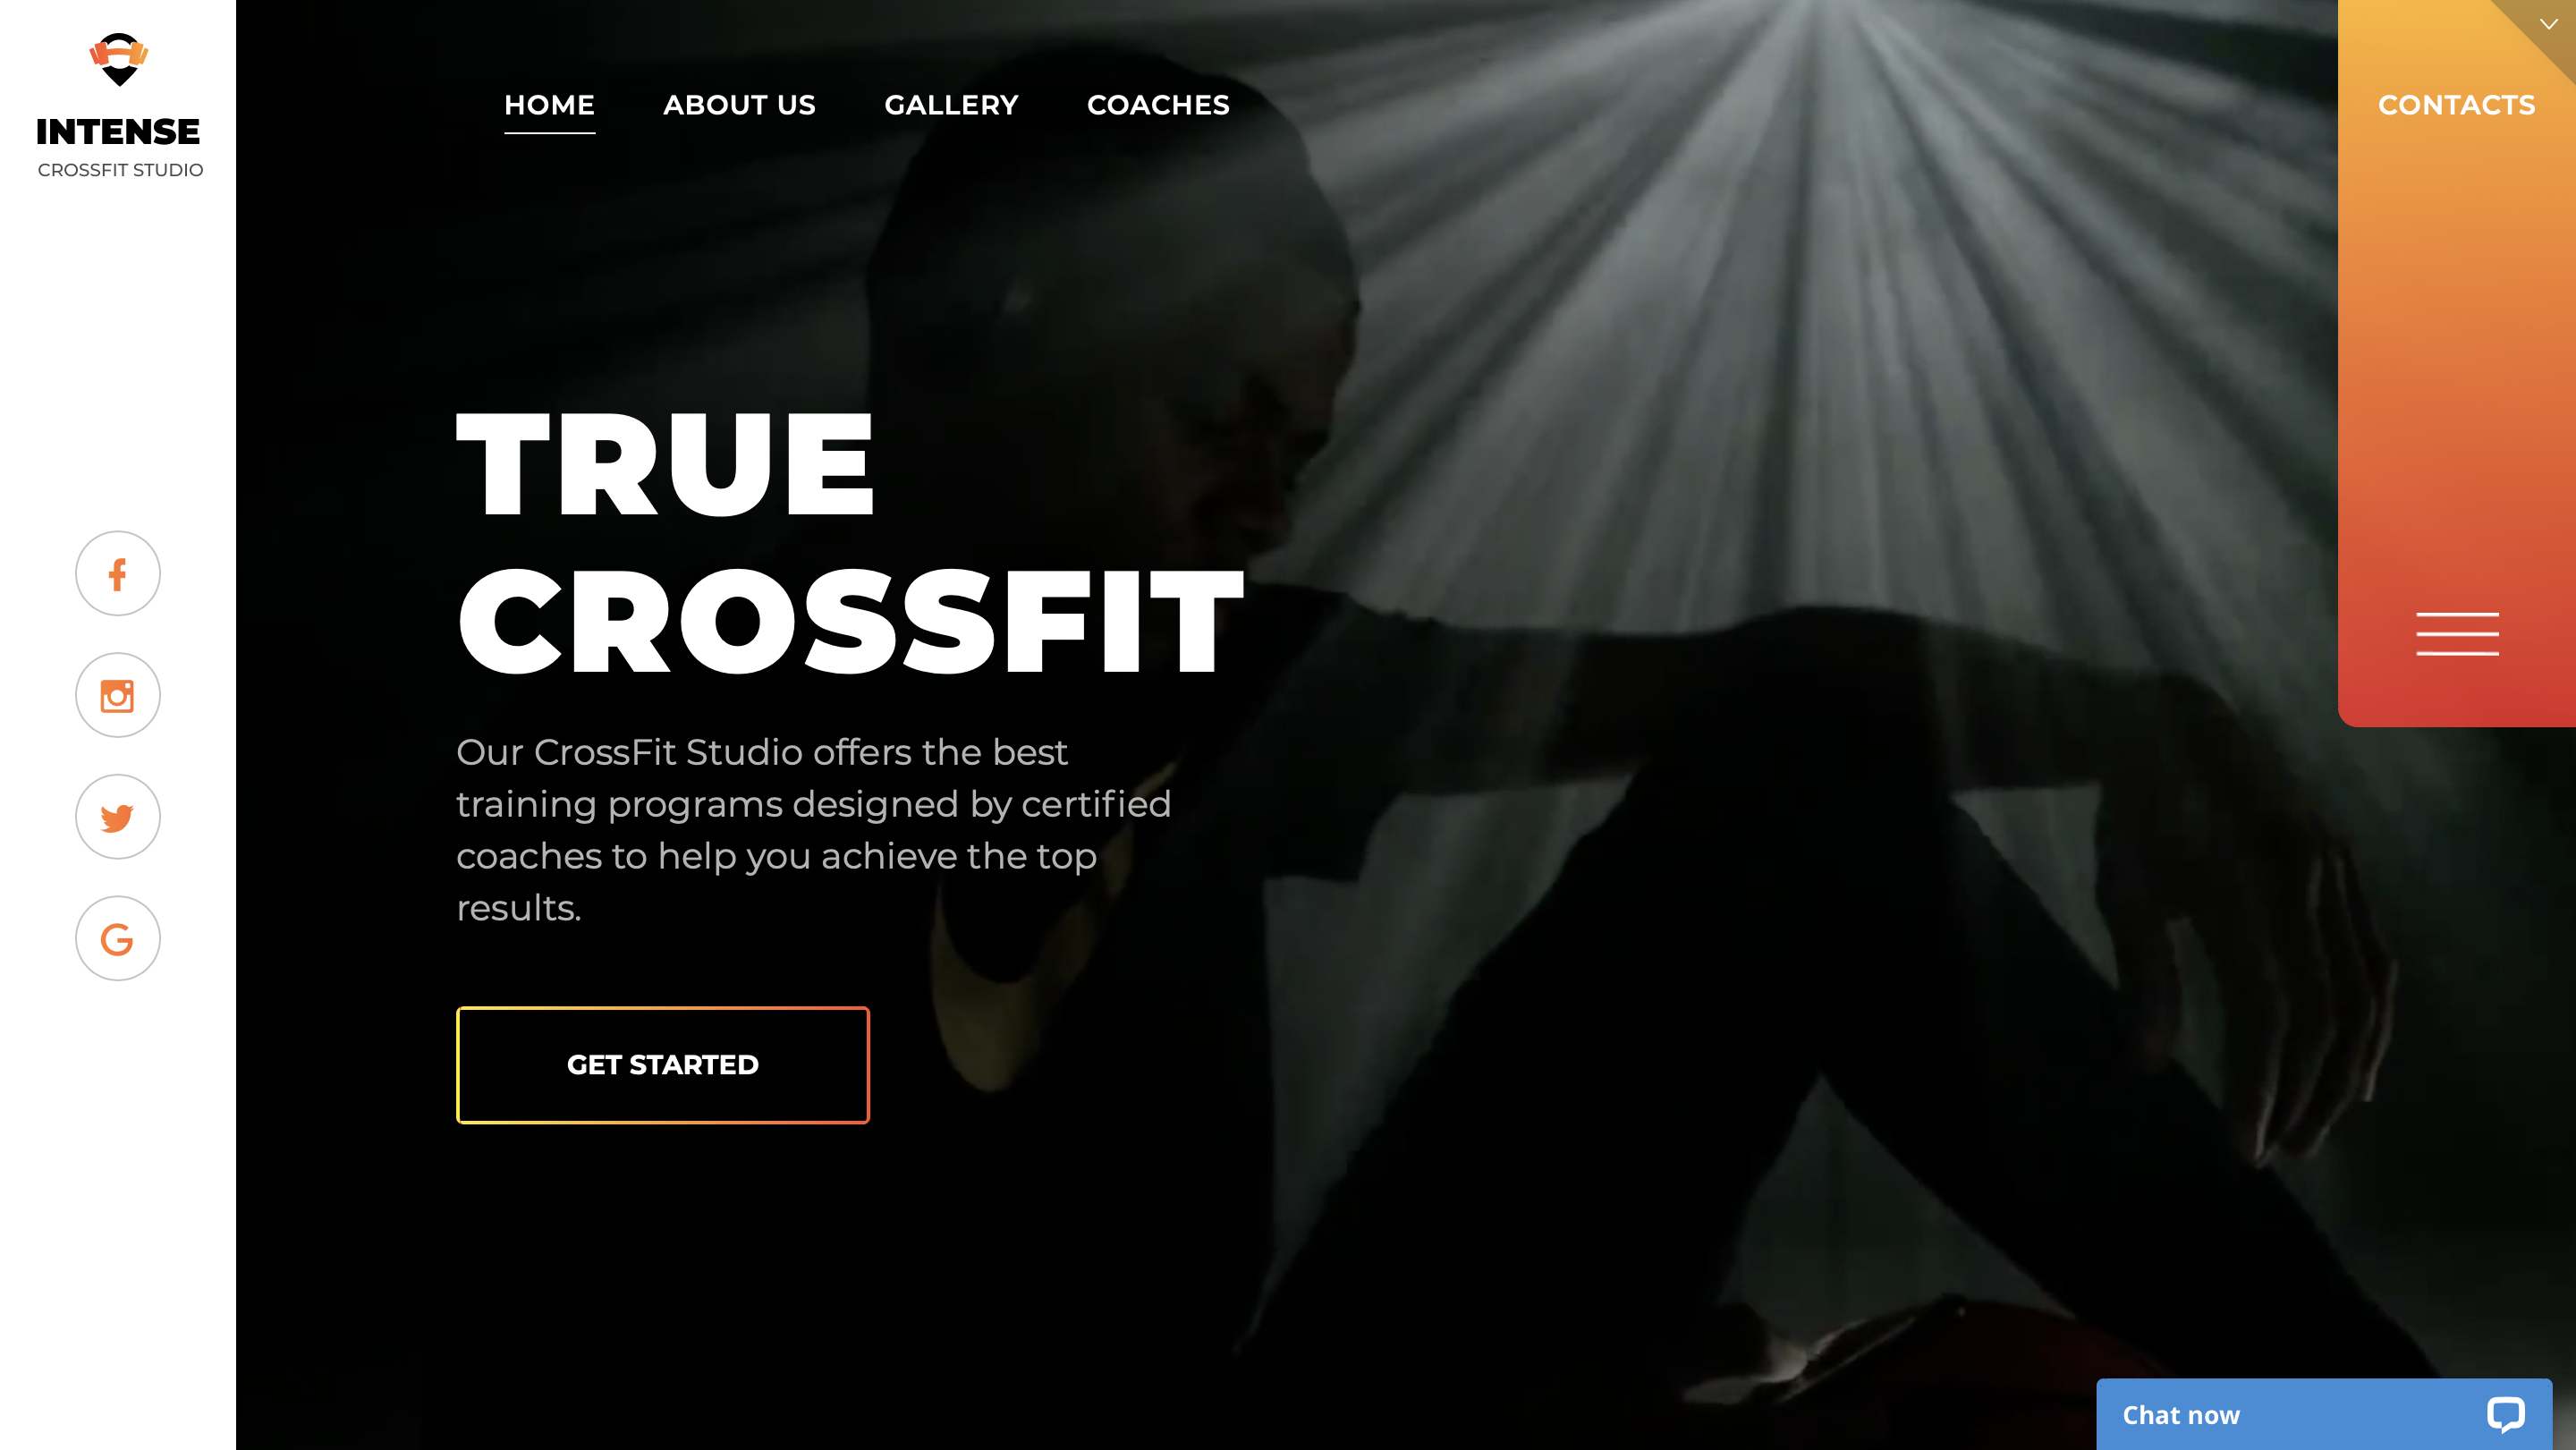 INTENSE
CROSSFIT STUDIO
HOME
ABOUT US
GALLERY
COACHES
CONTACTS
TRUE
CROSSFIT
Our CrossFit Studio offers the best
training programs designed by certified
coaches to help you achieve the top
results.
GET STARTED
Chat now